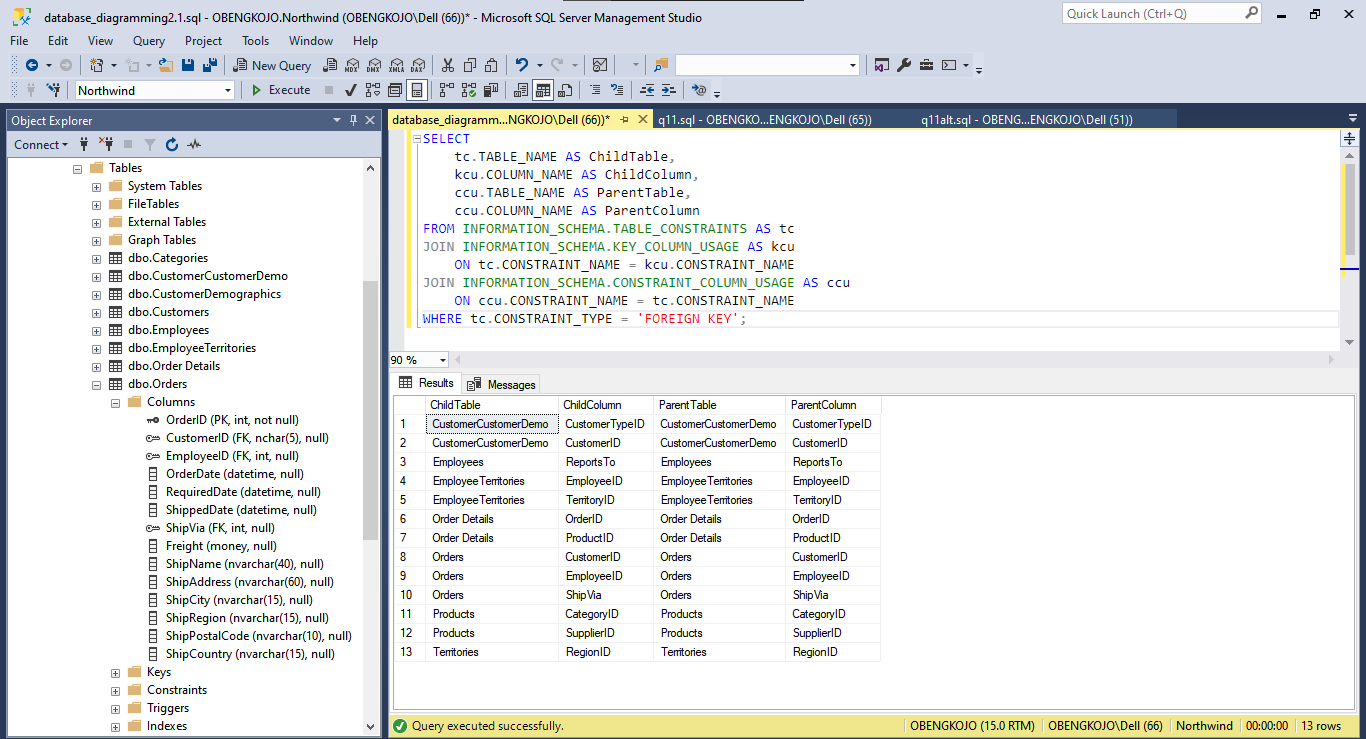 database_diagramming2.1.sql - OBENGKOJO.Northwind (OBENGKOJO\Dell (66))* - Microsoft SQL Server Management Studio
Quick Launch (Ctrl+Q)
File Edit View Query Project Tools Window Help
New Query
MDX DMX XMLA DAX
Northwind
Execute
Object Explorer
Connect
Tables
System Tables
FileTables
External Tables
Graph Tables
dbo.Categories
dbo.CustomerCustomerDemo
dbo.CustomerDemographics
dbo.Customers
dbo.Employees
dbo.EmployeeTerritories
dbo.Order Details
dbo.Orders
Columns
OrderID (PK, int, not null)
CustomerID (FK, nchar(5), null)
EmployeeID (FK, int, null)
OrderDate (datetime, null)
RequiredDate (datetime, null)
ShippedDate (datetime, null)
ShipVia (FK, int, null)
Freight (money, null)
ShipName (nvarchar(40), null)
ShipAddress (nvarchar(60), null)
ShipCity (nvarchar(15), null)
ShipRegion (nvarchar(15), null)
ShipPostalCode (nvarchar(10), null)
ShipCountry (nvarchar(15), null)
Keys
Constraints
Triggers
Indexes
database_diagramm...NGKOJO\Dell (66))*
q11.sql - OBENGKO...ENGKOJO\Dell (65))
q11alt.sql - OBENG...ENGKOJO\Dell (51))
SELECT
tc.TABLE_NAME AS ChildTable,
kcu.COLUMN_NAME AS ChildColumn,
ccu.TABLE_NAME AS ParentTable,
ccu.COLUMN_NAME AS ParentColumn
FROM INFORMATION_SCHEMA.TABLE_CONSTRAINTS AS tc
JOIN INFORMATION_SCHEMA.KEY_COLUMN_USAGE AS kcu
ON tc.CONSTRAINT_NAME = kcu.CONSTRAINT_NAME
JOIN INFORMATION_SCHEMA.CONSTRAINT_COLUMN_USAGE AS ccu
ON ccu.CONSTRAINT_NAME = tc.CONSTRAINT_NAME
WHERE tc.CONSTRAINT_TYPE = 'FOREIGN KEY';
90 %
Results Messages
ChildTable ChildColumn ParentTable ParentColumn
1 CustomerCustomerDemo CustomerTypeID CustomerCustomerDemo CustomerTypeID
2 CustomerCustomerDemo CustomerID CustomerCustomerDemo CustomerID
3 Employees ReportsTo Employees ReportsTo
4 EmployeeTerritories EmployeeID EmployeeTerritories EmployeeID
5 EmployeeTerritories TerritoryID EmployeeTerritories TerritoryID
6 Order Details OrderID Order Details OrderID
7 Order Details ProductID Order Details ProductID
8 Orders CustomerID Orders CustomerID
9 Orders EmployeeID Orders EmployeeID
10 Orders ShipVia Orders ShipVia
11 Products CategoryID Products CategoryID
12 Products SupplierID Products SupplierID
13 Territories RegionID Territories RegionID
Query executed successfully.
OBENGKOJO (15.0 RTM) OBENGKOJO\Dell (66) Northwind 00:00:00 13 rows